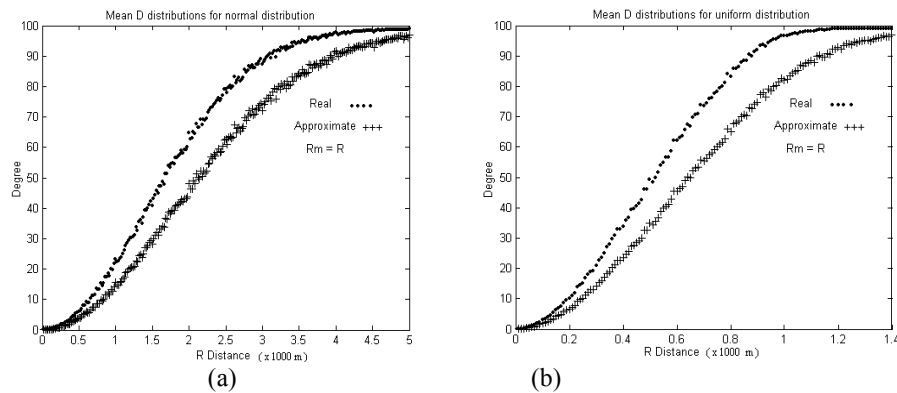 Mean D distributions for normal distribution
100
90
80
70
60
50
40
30
20
10
0
Degree
Real
Approximate +++
Rm = R
0 0.5 1 1.5 2 2.5 3 3.5 4 4.5 5
R Distance (x1000 m)
(a)
Mean D distributions for uniform distribution
100
90
80
70
60
50
40
30
20
10
0
Degree
Real
Approximate +++
Rm = R
0 0.2 0.4 0.6 0.8 1 1.2 1.4
R Distance (x1000 m)
(b)